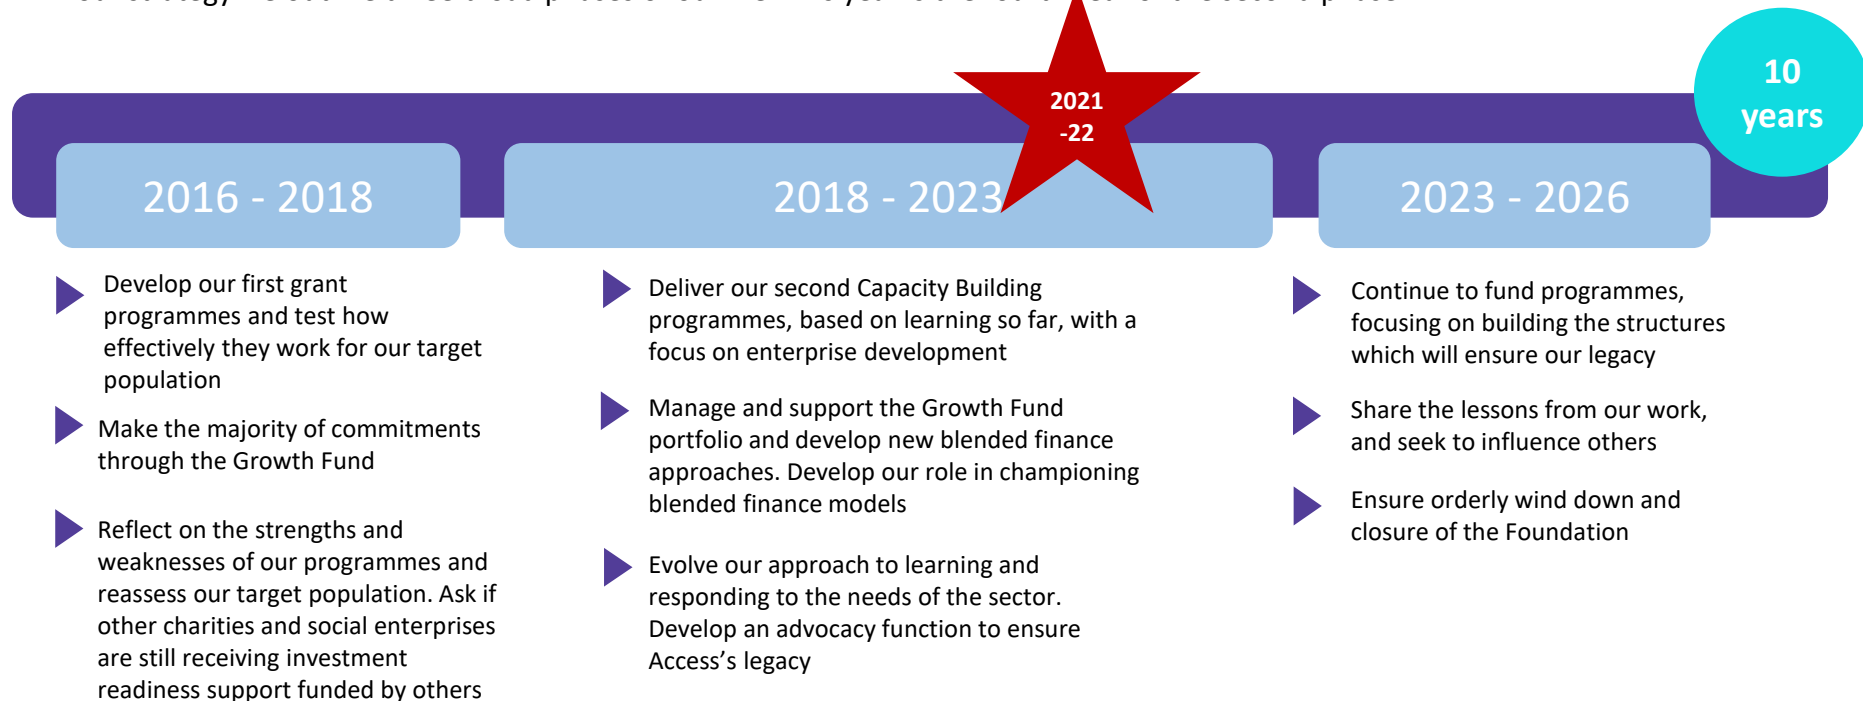 10
years
2021
-22
2016 - 2018
2018 - 2023
2023 - 2026
Develop our first grant
programmes and test how
effectively they work for our target
population
Make the majority of commitments
through the Growth Fund
Reflect on the strengths and
weaknesses of our programmes and
reassess our target population. Ask if
other charities and social enterprises
are still receiving investment
readiness support funded by others
Deliver our second Capacity Building
programmes, based on learning so far, with a
focus on enterprise development
Manage and support the Growth Fund
portfolio and develop new blended finance
approaches. Develop our role in championing
blended finance models
Evolve our approach to learning and
responding to the needs of the sector.
Develop an advocacy function to ensure
Access’s legacy
Continue to fund programmes,
focusing on building the structures
which will ensure our legacy
Share the lessons from our work,
and seek to influence others
Ensure orderly wind down and
closure of the Foundation